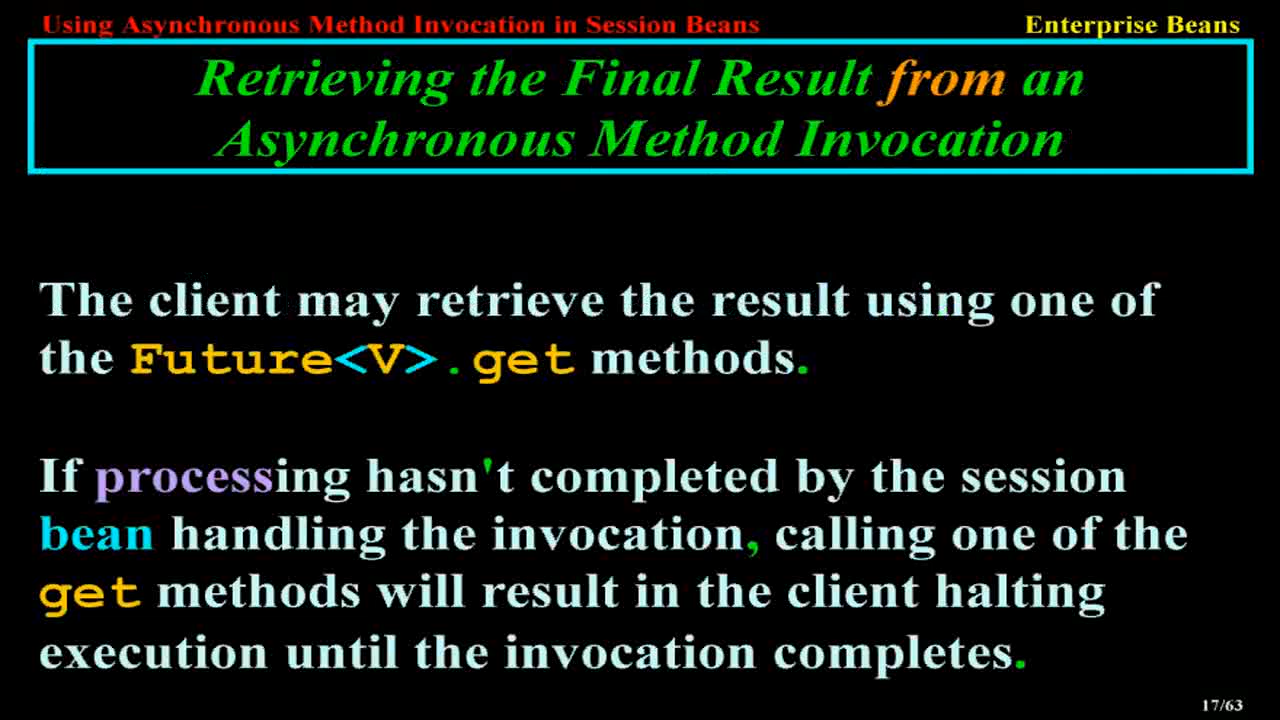 Using Asynchronous Method Invocation in Session Beans
Enterprise Beans
Retrieving the Final Result from an
Asynchronous Method Invocation
The client may retrieve the result using one of
the Future<V>.get methods.
If processing hasn't completed by the session
bean handling the invocation, calling one of the
get methods will result in the client halting
execution until the invocation completes.
17/63